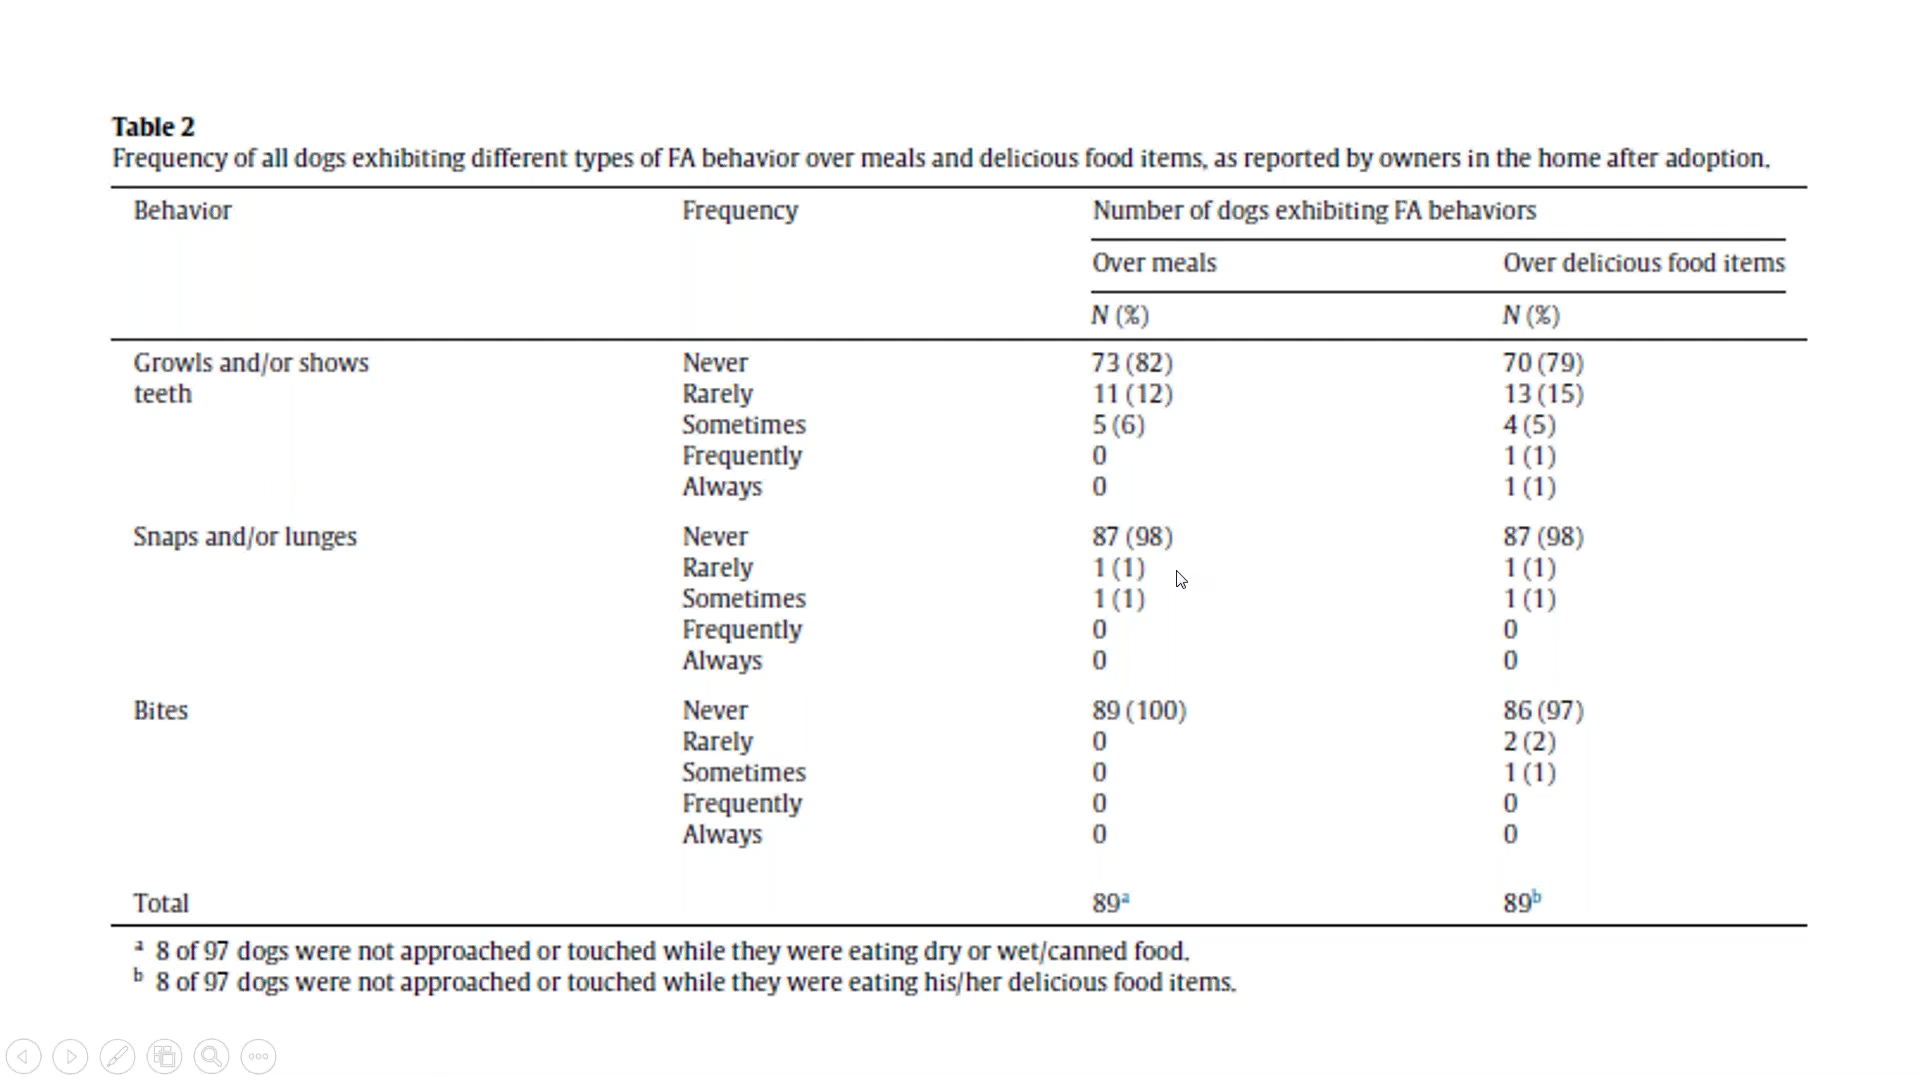 Table 2
Frequency of all dogs exhibiting different types of FA behavior over meals and delicious food items, as reported by owners in the home after adoption.
Behavior Frequency Number of dogs exhibiting FA behaviors
Over meals Over delicious food items
N (%) N (%)
Growls and/or shows Never 73 (82) 70 (79)
teeth Rarely 11 (12) 13 (15)
Sometimes 5 (6) 4 (5)
Frequently 0 1 (1)
Always 0 1 (1)
Snaps and/or lunges Never 87 (98) 87 (98)
Rarely 1 (1) 1 (1)
Sometimes 1 (1) 1 (1)
Frequently 0 0
Always 0 0
Bites Never 89 (100) 86 (97)
Rarely 0 2 (2)
Sometimes 0 1 (1)
Frequently 0 0
Always 0 0
Total 89a 89b
a 8 of 97 dogs were not approached or touched while they were eating dry or wet/canned food.
b 8 of 97 dogs were not approached or touched while they were eating his/her delicious food items.